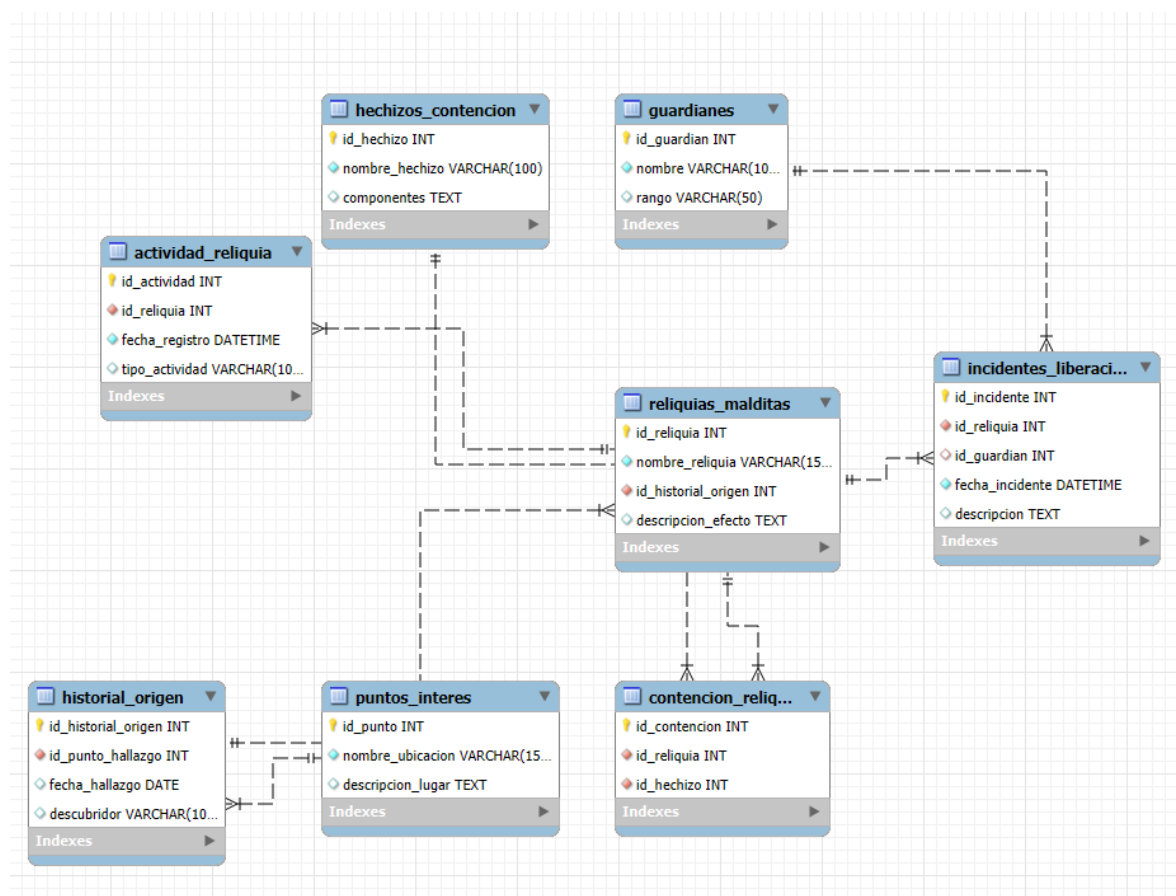 hechizos_contencion
id_hechizo INT
nombre_hechizo VARCHAR(100)
componentes TEXT
Indexes
guardianes
id_guardian INT
nombre VARCHAR(10...
rango VARCHAR(50)
Indexes
actividad_reliquia
id_actividad INT
id_reliquia INT
fecha_registro DATETIME
tipo_actividad VARCHAR(10...
Indexes
reliquias_malditas
id_reliquia INT
nombre_reliquia VARCHAR(15...
id_historial_origen INT
descripcion_efecto TEXT
Indexes
incidentes_liberaci...
id_incidente INT
id_reliquia INT
id_guardian INT
fecha_incidente DATETIME
descripcion TEXT
Indexes
historial_origen
id_historial_origen INT
id_punto_hallazgo INT
fecha_hallazgo DATE
descubridor VARCHAR(10...
Indexes
puntos_interes
id_punto INT
nombre_ubicacion VARCHAR(15...
descripcion_lugar TEXT
Indexes
contencion_reliq...
id_contencion INT
id_reliquia INT
id_hechizo INT
Indexes